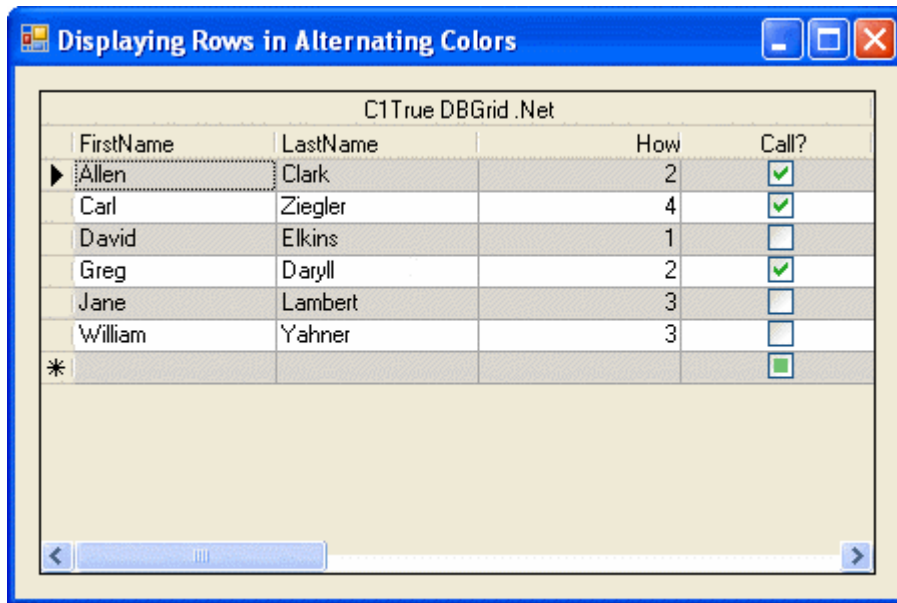 Displaying Rows in Alternating Colors
C1True DBGrid .Net
FirstName LastName How Call?
Allen Clark 2
Carl Ziegler 4
David Elkins 1
Greg Daryll 2
Jane Lambert 3
William Yahner 3